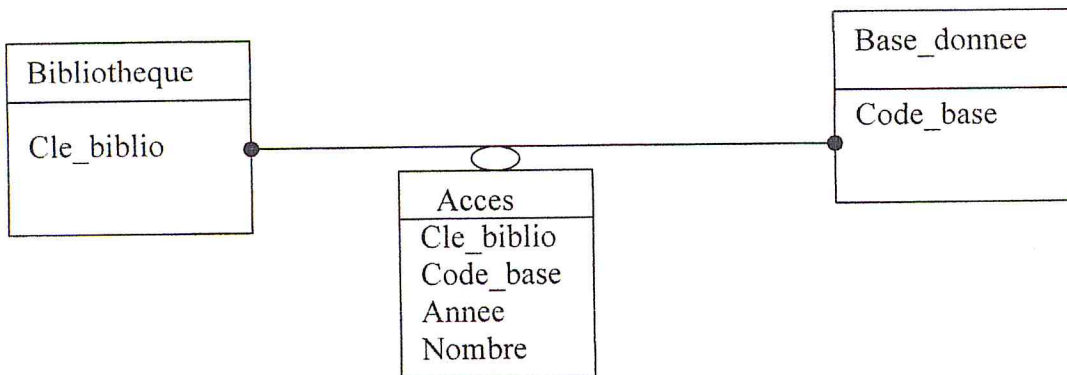 Bibliotheque
Cle_biblio
Base_donnee
Code_base
Acces
Cle_biblio
Code_base
Annee
Nombre